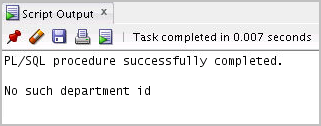 Script Output x
Task completed in 0.007 seconds
PL/SQL procedure successfully completed.
No such department id